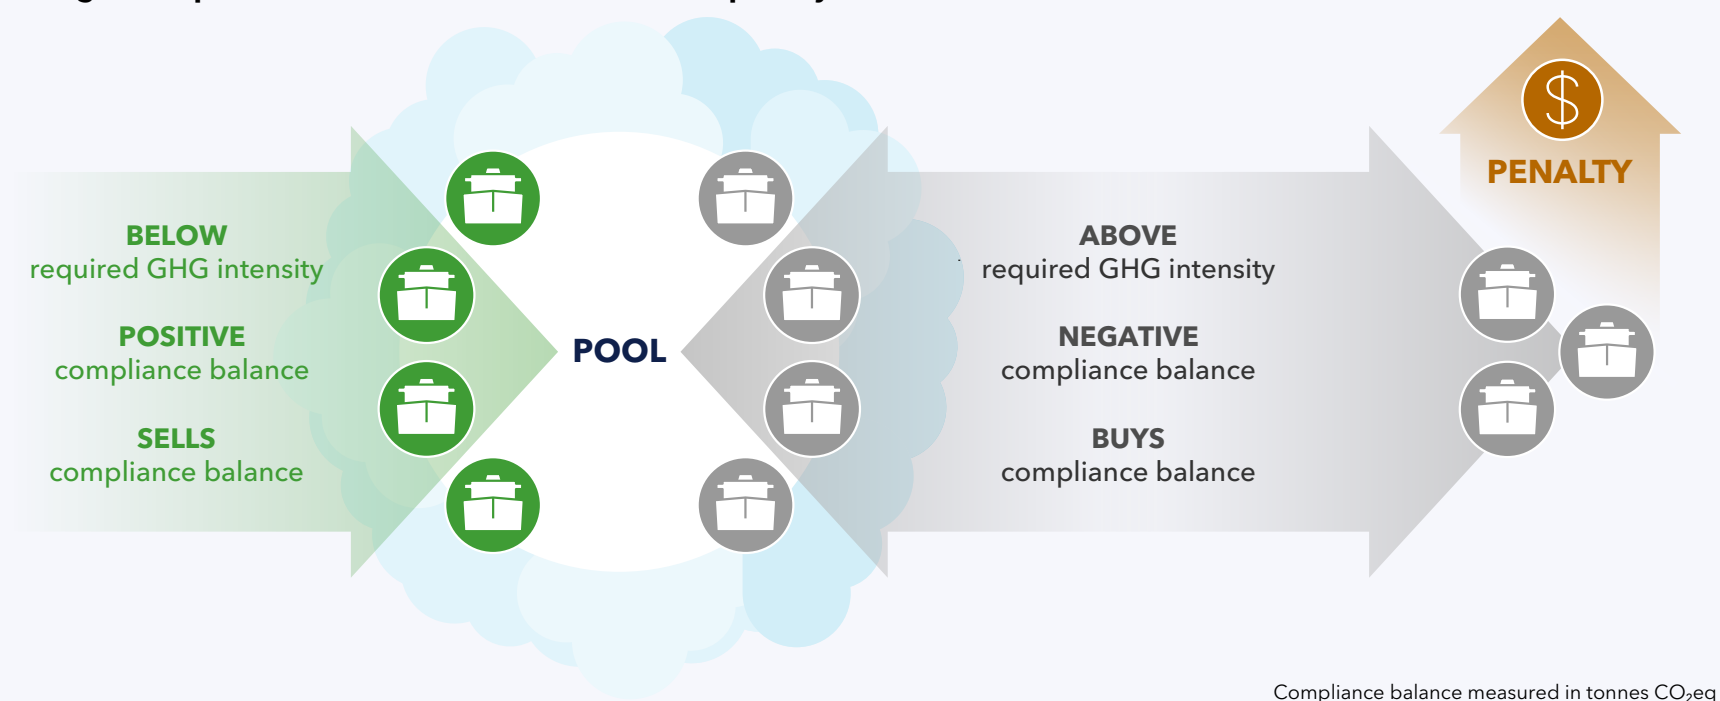 BELOW
required GHG intensity
POSITIVE
compliance balance
SELLS
compliance balance
POOL
ABOVE
required GHG intensity
NEGATIVE
compliance balance
BUYS
compliance balance
$
PENALTY
Compliance balance measured in tonnes CO₂eq